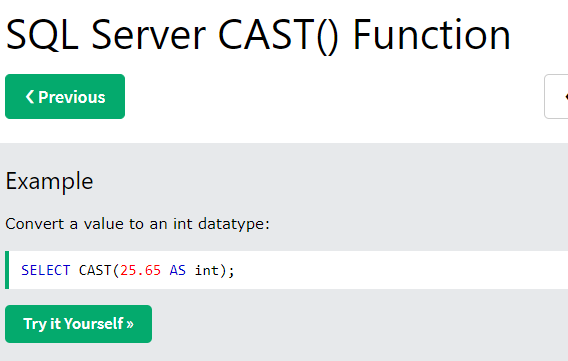 SQL Server CAST() Function
❮ Previous
Example
Convert a value to an int datatype:
SELECT CAST(25.65 AS int);
Try it Yourself »